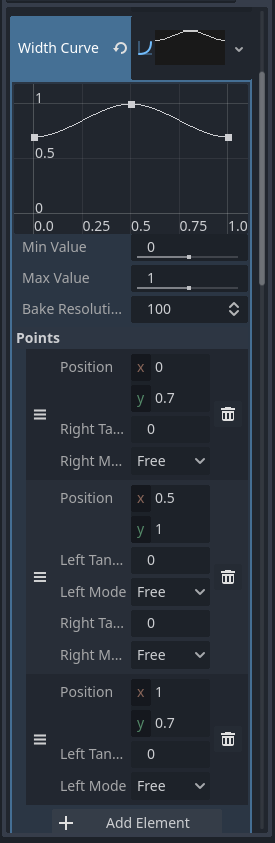 Width Curve
1
0.5
0
0.0 0.25 0.5 0.75 1.0
Min Value 0
Max Value 1
Bake Resoluti... 100
Points
Position x 0
y 0.7
Right Ta... 0
Right M... Free
Position x 0.5
y 1
Left Tan... 0
Left Mode Free
Right Ta... 0
Right M... Free
Position x 1
y 0.7
Left Tan... 0
Left Mode Free
+ Add Element